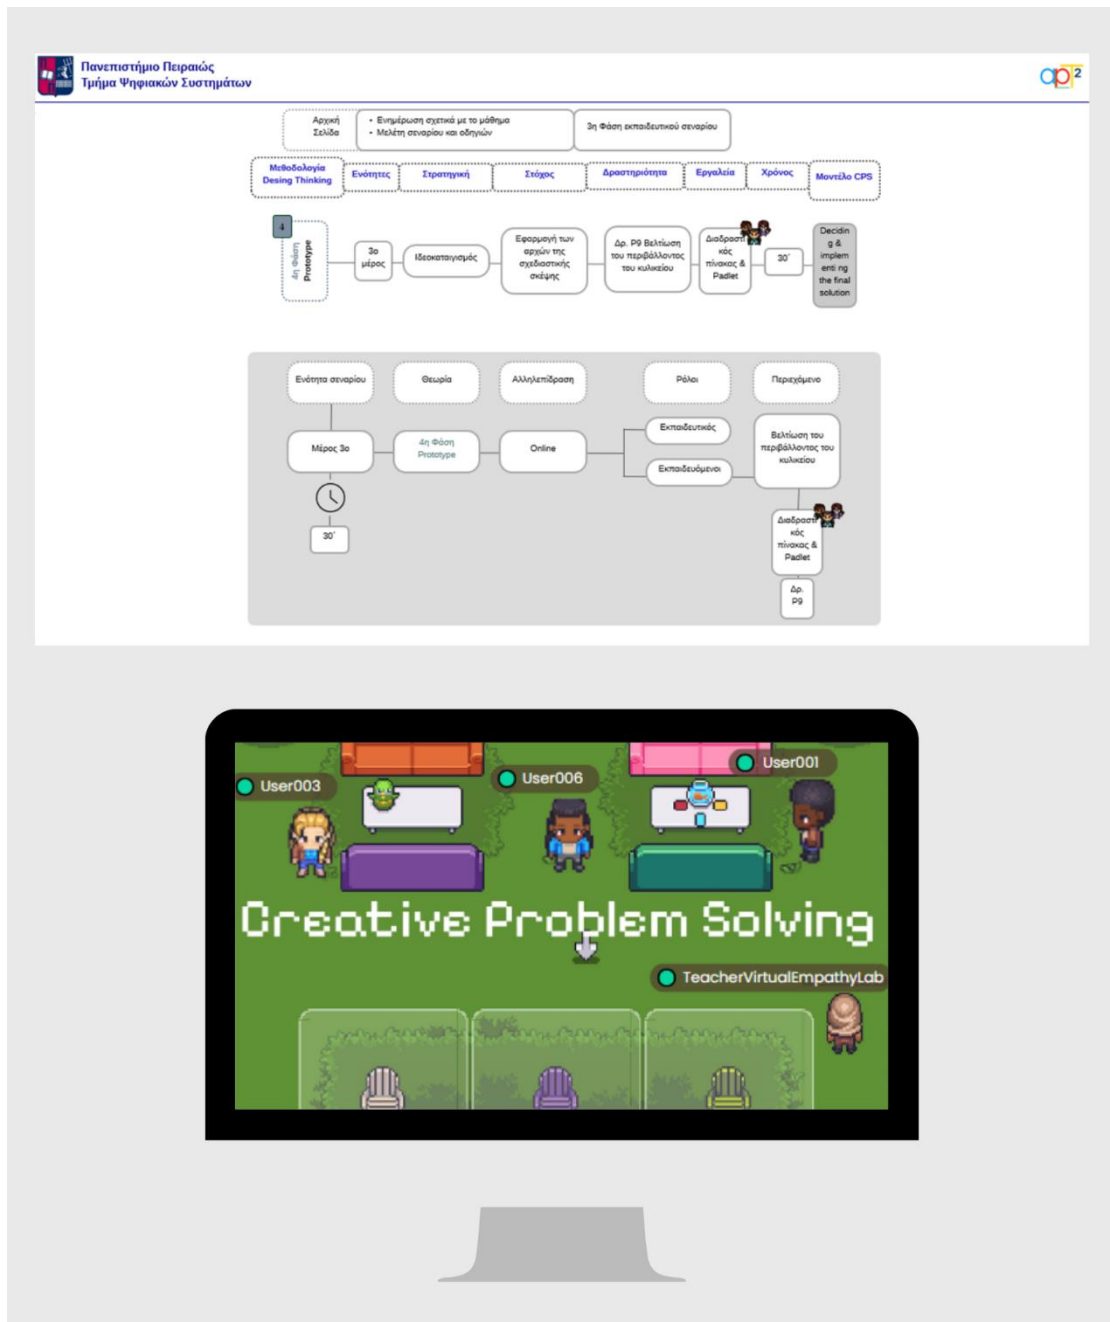 Πανεπιστήμιο Πειραιώς
Τμήμα Ψηφιακών Συστημάτων
apT²
Αρχική
Σελίδα
• Ενημέρωση σχετικά με το μάθημα
• Μελέτη σεναρίου και οδηγιών
3η Φάση εκπαιδευτικού σεναρίου
Μεθοδολογία
Desing Thinking
Ενότητες
Στρατηγική
Στόχος
Δραστηριότητα
Εργαλεία
Χρόνος
Μοντέλο CPS
4
4η Φάση
Prototype
3ο
μέρος
Ιδεοκαταιγισμός
Εφαρμογή των
αρχών της
σχεδιαστικής
σκέψης
Δρ. P9 Βελτίωση
του περιβάλλοντος
του κυλικείου
Διαδραστι
κός
πίνακας &
Padlet
30΄
Decidin
g &
implem
enti ng
the final
solution
Ενότητα σεναρίου
Θεωρία
Αλληλεπίδραση
Ρόλοι
Περιεχόμενο
Μέρος 3ο
4η Φάση
Prototype
Online
Εκπαιδευτικός
Εκπαιδευόμενοι
Βελτίωση του
περιβάλλοντος του
κυλικείου
30΄
Διαδραστι
κός
πίνακας &
Padlet
Δρ.
P9
User003
User006
User001
Creative Problem Solving
TeacherVirtualEmpathyLab